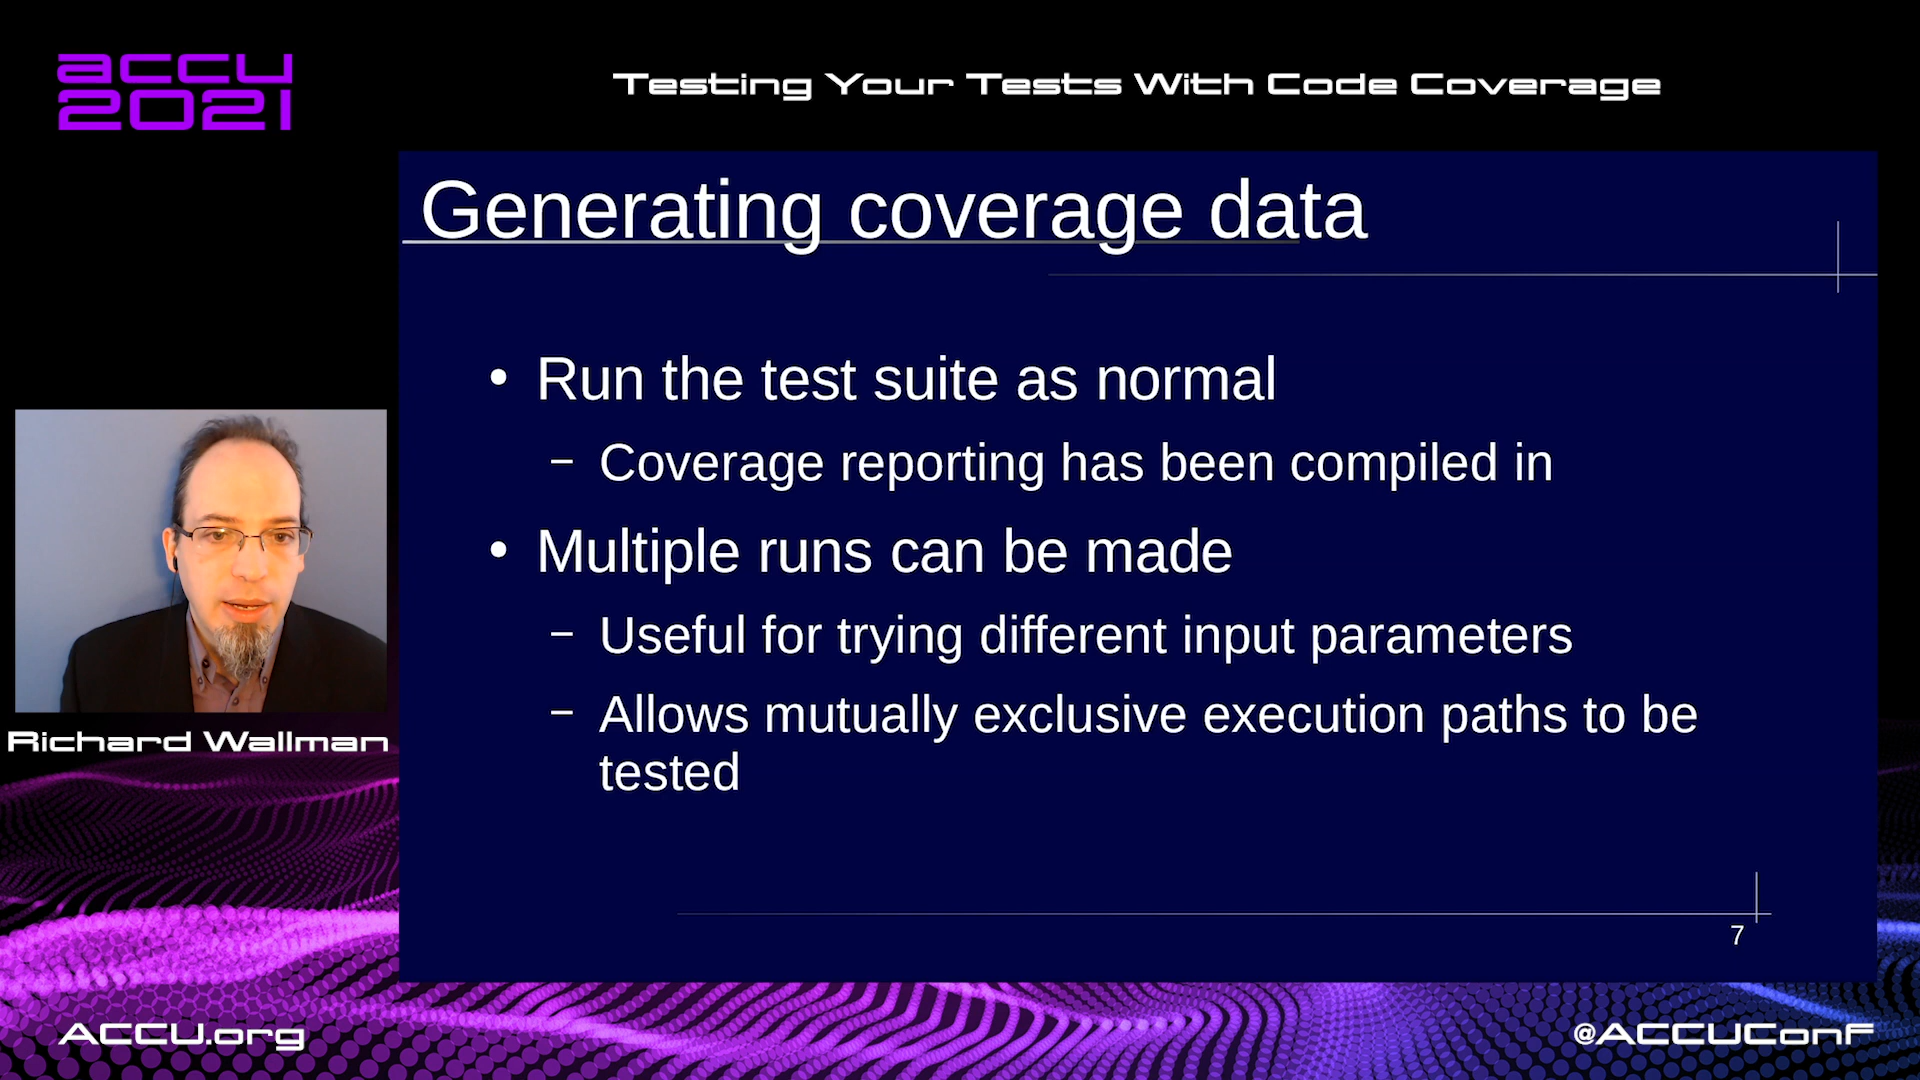 accu
2021
Testing Your Tests With Code Coverage
Generating coverage data
• Run the test suite as normal
– Coverage reporting has been compiled in
• Multiple runs can be made
– Useful for trying different input parameters
– Allows mutually exclusive execution paths to be
tested
7
Richard Wallman
ACCU.org
@ACCUConf